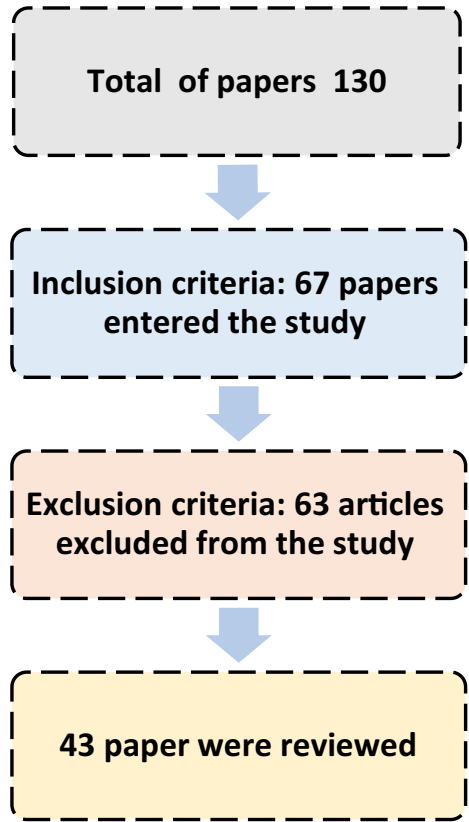 Total of papers 130
Inclusion criteria: 67 papers
entered the study
Exclusion criteria: 63 articles
excluded from the study
43 paper were reviewed